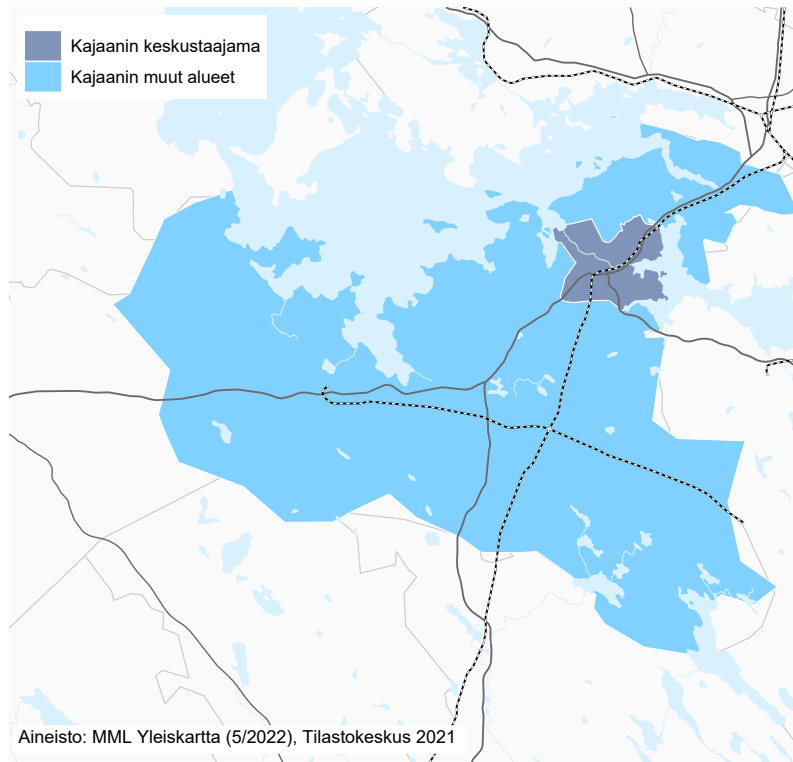 Kajaanin keskustaajama
Kajaanin muut alueet
Aineisto: MML Yleiskartta (5/2022), Tilastokeskus 2021